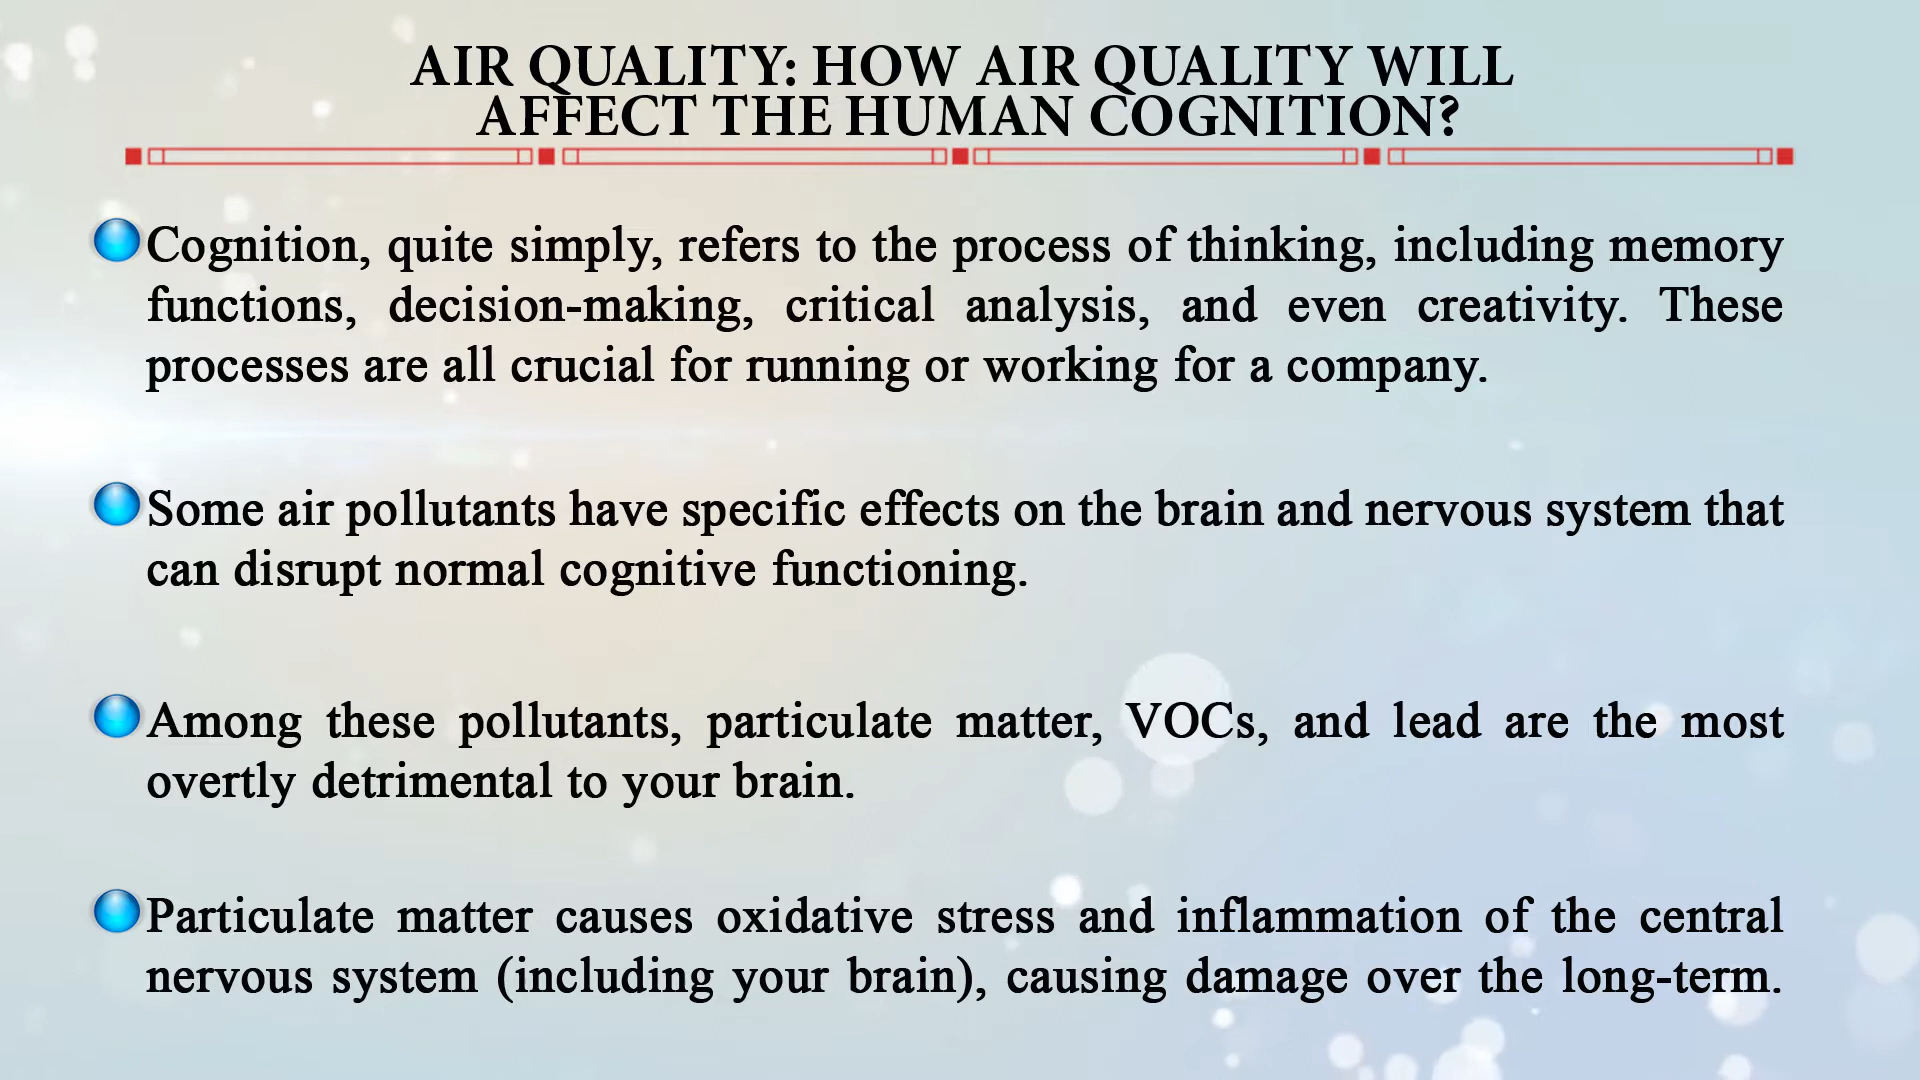 AIR QUALITY: HOW AIR QUALITY WILL
AFFECT THE HUMAN COGNITION?
Cognition, quite simply, refers to the process of thinking, including memory
functions, decision-making, critical analysis, and even creativity. These
processes are all crucial for running or working for a company.
Some air pollutants have specific effects on the brain and nervous system that
can disrupt normal cognitive functioning.
Among these pollutants, particulate matter, VOCs, and lead are the most
overtly detrimental to your brain.
Particulate matter causes oxidative stress and inflammation of the central
nervous system (including your brain), causing damage over the long-term.